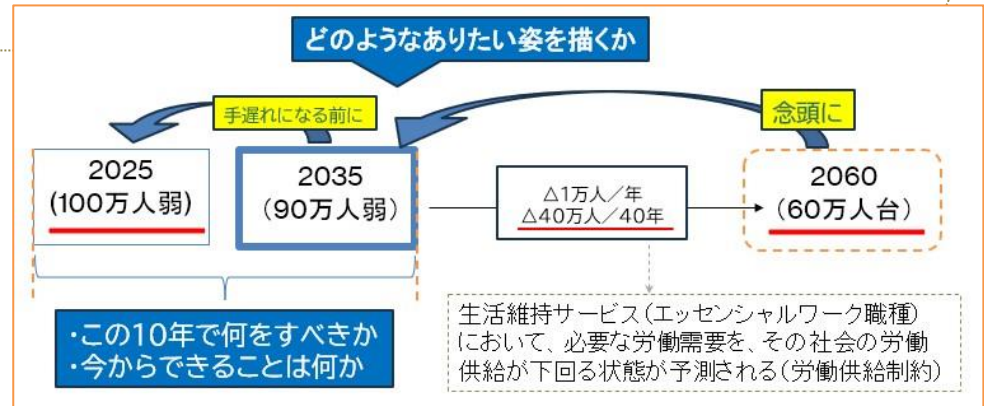 どのようなありたい姿を描くか
手遅れになる前に
念頭に
2025
(100万人弱)
2035
(90万人弱)
△1万人／年
△40万人／40年
2060
(60万人台)
・この10年で何をすべきか
・今からできることは何か
生活維持サービス(エッセンシャルワーク職種)
において、必要な労働需要を、その社会の労働
供給が下回る状態が予測される(労働供給制約)